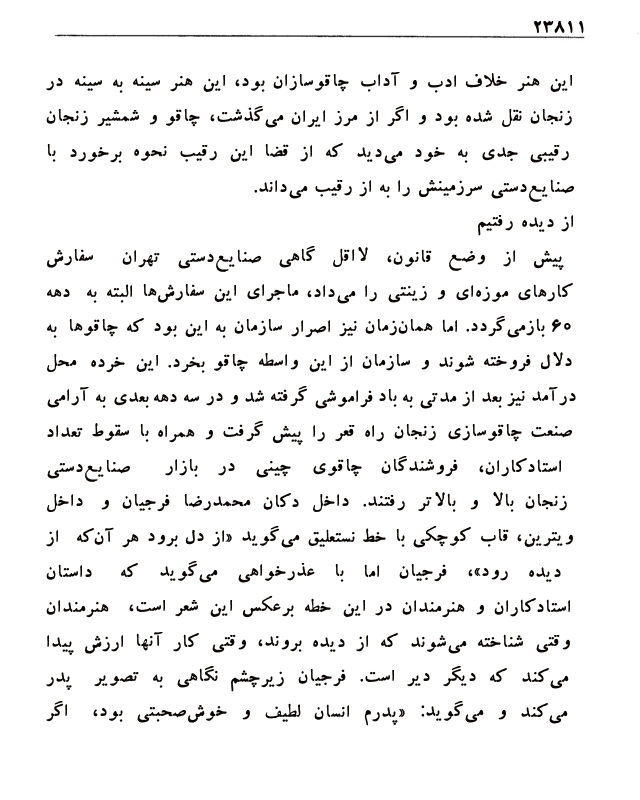 ۲۳۸۱۱
این هنر خلاف ادب و آداب چاقوسازان بود، این هنر سینه به سینه در
زنجان نقل شده بود و اگر از مرز ایران می‌گذشت، چاقو و شمشیر زنجان
رقیبی جدی به خود می‌دید که از قضا این رقیب نحوه برخورد با
صنایع‌دستی سرزمینش را به از رقیب می‌داند.
از دیده رفتیم
پیش از وضع قانون، لااقل گاهی صنایع‌دستی تهران سفارش
کارهای موزه‌ای و زینتی را می‌داد، ماجرای این سفارش‌ها البته به دهه
۶۰ بازمی‌گردد. اما همان‌زمان نیز اصرار سازمان به این بود که چاقوها به
دلال فروخته شوند و سازمان از این واسطه چاقو بخرد. این خرده محل
درآمد نیز بعد از مدتی به باد فراموشی گرفته شد و در سه دهه بعدی به آرامی
صنعت چاقوسازی زنجان راه قعر را پیش گرفت و همراه با سقوط تعداد
استادکاران، فروشندگان چاقوی چینی در بازار صنایع‌دستی
زنجان بالا و بالاتر رفتند. داخل دکان محمدرضا فرجیان و داخل
ویترین، قاب کوچکی با خط نستعلیق می‌گوید «از دل برود هر آن‌که از
دیده رود»، فرجیان اما با عذرخواهی می‌گوید که داستان
استادکاران و هنرمندان در این خطه برعکس این شعر است، هنرمندان
وقتی شناخته می‌شوند که از دیده بروند، وقتی کار آنها ارزش پیدا
می‌کند که دیگر دیر است. فرجیان زیرچشم نگاهی به تصویر پدر
می‌کند و می‌گوید: «پدرم انسان لطیف و خوش‌صحبتی بود، اگر